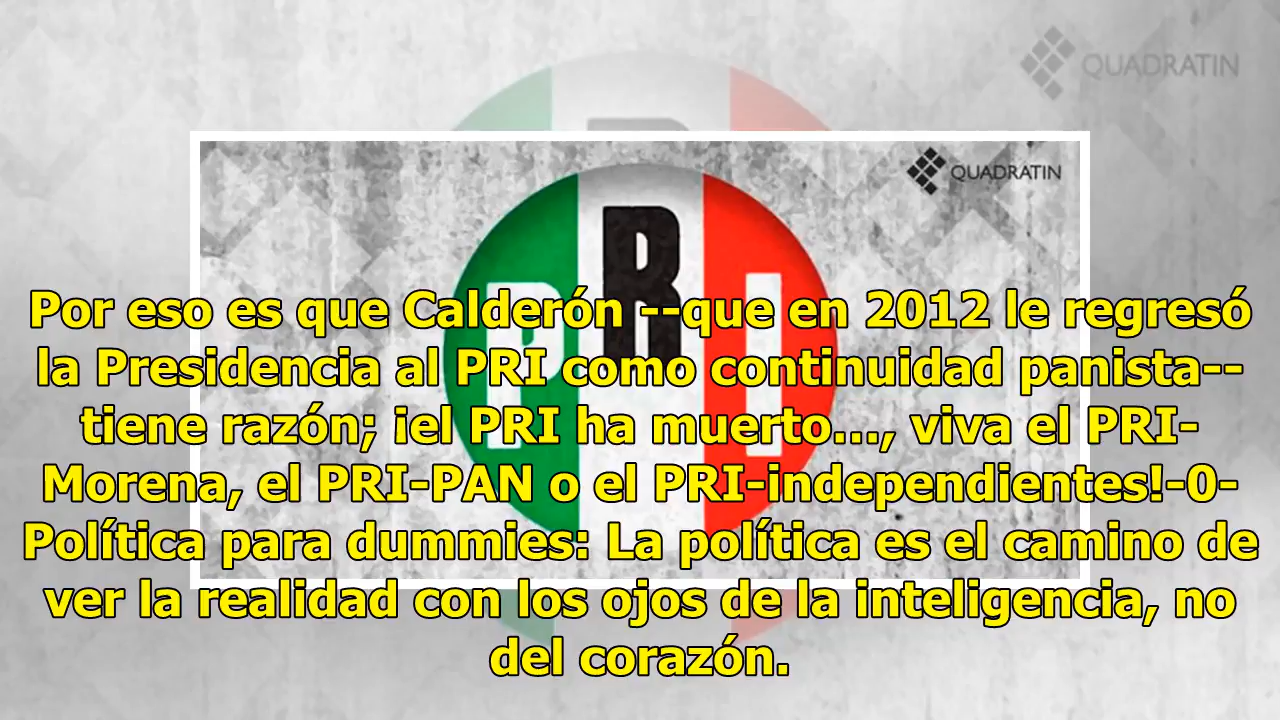 QUADRATIN
QUADRATIN
PRI
Por eso es que Calderón --que en 2012 le regresó
la Presidencia al PRI como continuidad panista--
tiene razón; ¡el PRI ha muerto..., viva el PRI-
Morena, el PRI-PAN o el PRI-independientes!-0-
Política para dummies: La política es el camino de
ver la realidad con los ojos de la inteligencia, no
del corazón.